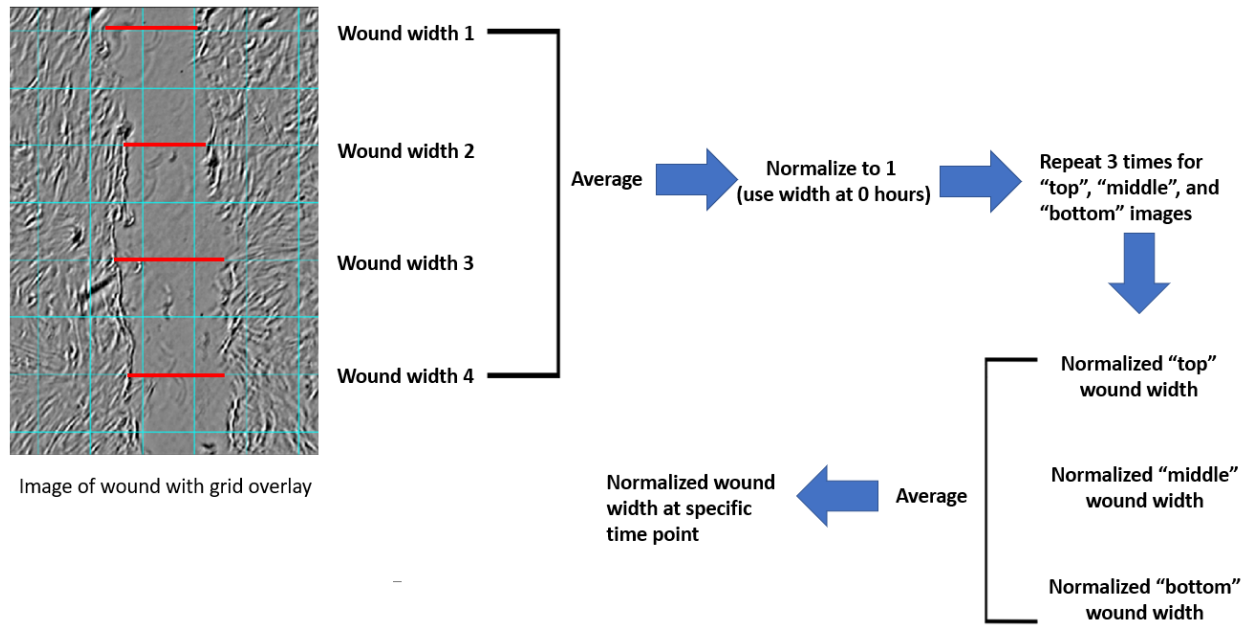 Wound width 1
Wound width 2
Wound width 3
Wound width 4
Image of wound with grid overlay
Average
Normalize to 1
(use width at 0 hours)
Repeat 3 times for
“top”, “middle”, and
“bottom” images
Normalized “top”
wound width
Normalized “middle”
wound width
Normalized “bottom”
wound width
Average
Normalized wound
width at specific
time point